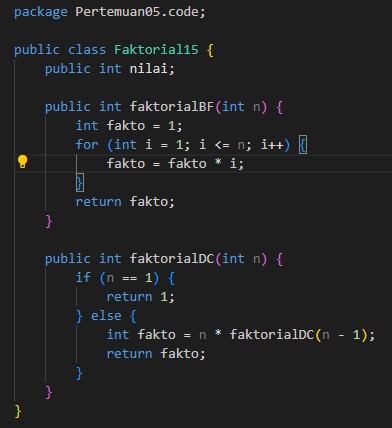 package Pertemuan05.code;
public class Faktorial15 {
public int nilai;
public int faktorialBF(int n) {
int fakto = 1;
for (int i = 1; i <= n; i++) {
fakto = fakto * i;
}
return fakto;
}
public int faktorialDC(int n) {
if (n == 1) {
return 1;
} else {
int fakto = n * faktorialDC(n - 1);
return fakto;
}
}
}